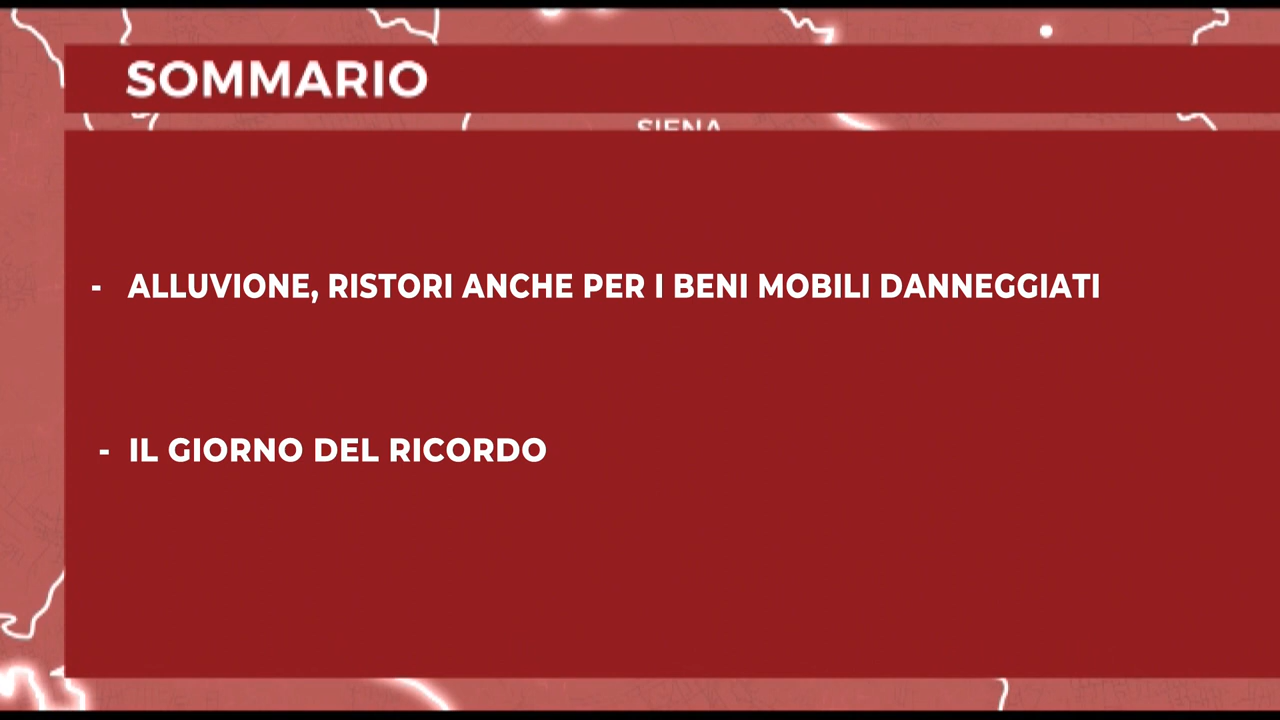 SOMMARIO
SIENA
- ALLUVIONE, RISTORI ANCHE PER I BENI MOBILI DANNEGGIATI
- IL GIORNO DEL RICORDO